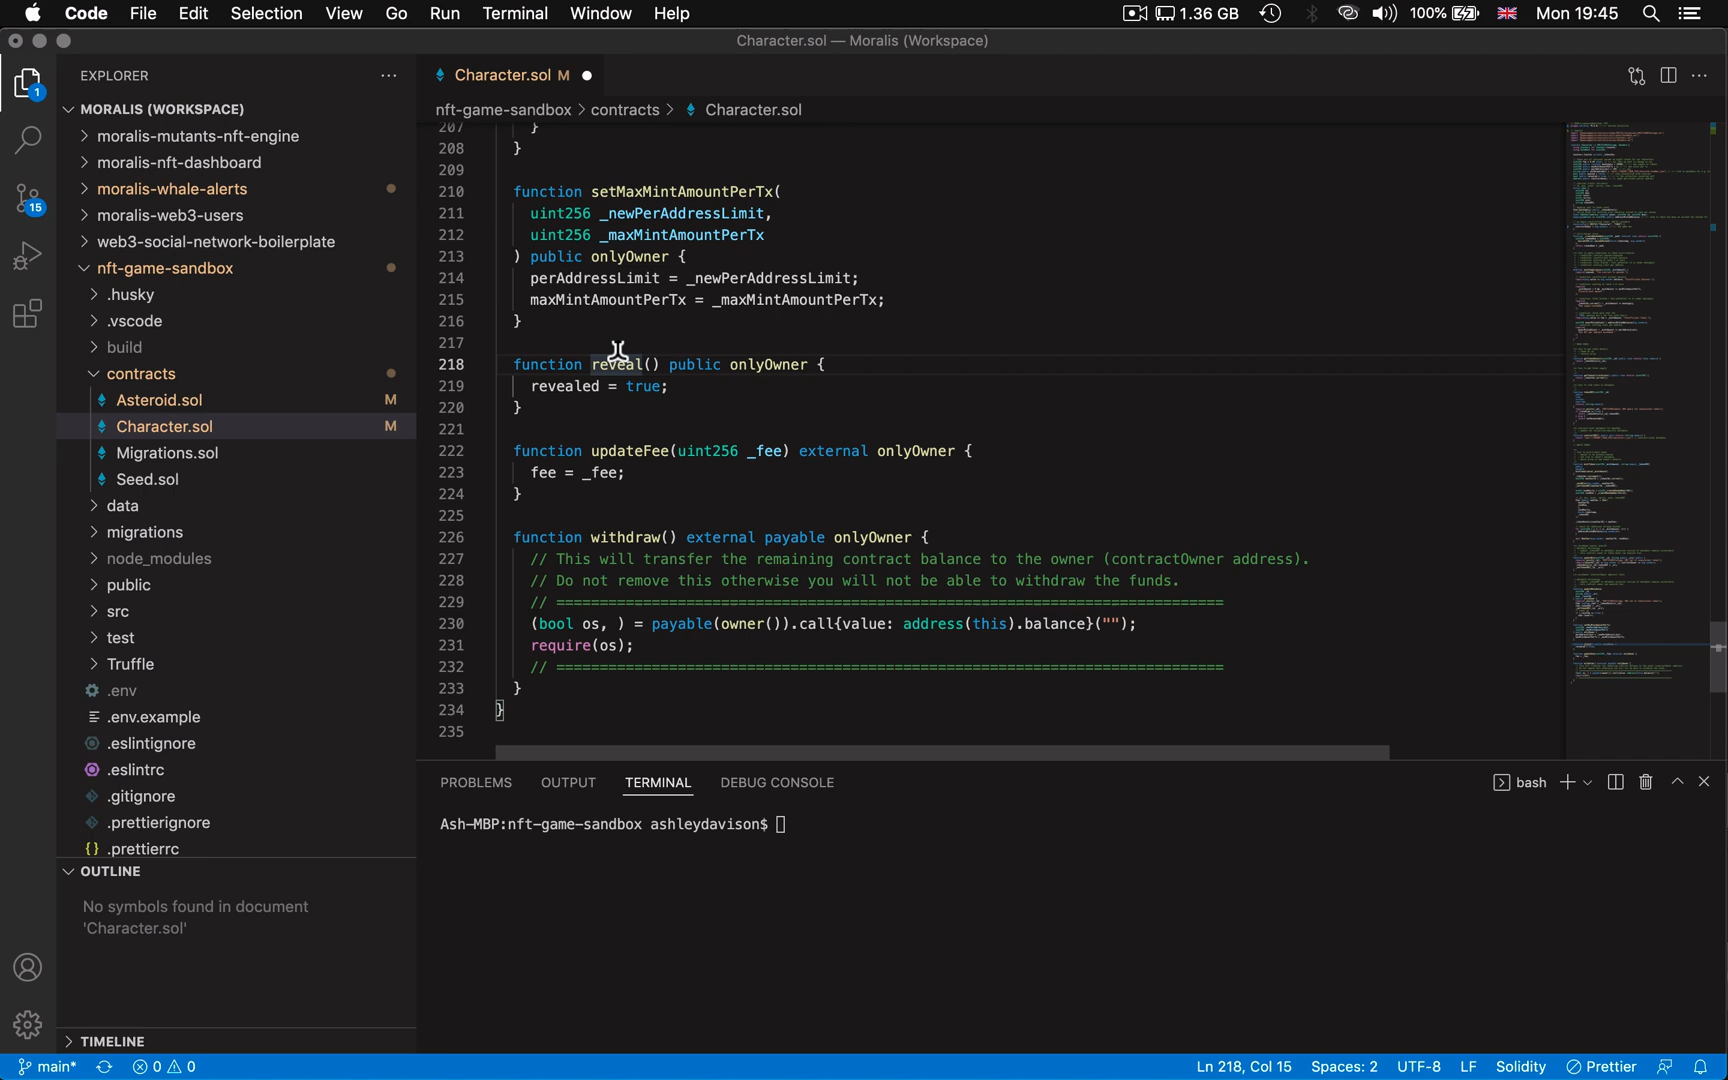 Code File Edit Selection View Go Run Terminal Window Help 1.36 GB 100% Mon 19:45
Character.sol — Moralis (Workspace)
EXPLORER
Character.sol M
MORALIS (WORKSPACE)
nft-game-sandbox > contracts > Character.sol
moralis-mutants-nft-engine
moralis-nft-dashboard
moralis-whale-alerts
moralis-web3-users
web3-social-network-boilerplate
nft-game-sandbox
.husky
.vscode
build
contracts
Asteroid.sol M
Character.sol M
Migrations.sol
Seed.sol
data
migrations
node_modules
public
src
test
Truffle
.env
.env.example
.eslintignore
.eslintrc
.gitignore
.prettierignore
.prettierrc
OUTLINE
No symbols found in document
'Character.sol'
TIMELINE
1
15
207 }
208 }
209
210 function setMaxMintAmountPerTx(
211 uint256 _newPerAddressLimit,
212 uint256 _maxMintAmountPerTx
213 ) public onlyOwner {
214 perAddressLimit = _newPerAddressLimit;
215 maxMintAmountPerTx = _maxMintAmountPerTx;
216 }
217
218 function reveal() public onlyOwner {
219 revealed = true;
220 }
221
222 function updateFee(uint256 _fee) external onlyOwner {
223 fee = _fee;
224 }
225
226 function withdraw() external payable onlyOwner {
227 // This will transfer the remaining contract balance to the owner (contractOwner address).
228 // Do not remove this otherwise you will not be able to withdraw the funds.
229 // =============================================================================
230 (bool os, ) = payable(owner()).call{value: address(this).balance}("");
231 require(os);
232 // =============================================================================
233 }
234 }
235
PROBLEMS OUTPUT TERMINAL DEBUG CONSOLE bash
Ash-MBP:nft-game-sandbox ashleydavison$
main* 0 0 Ln 218, Col 15 Spaces: 2 UTF-8 LF Solidity Prettier